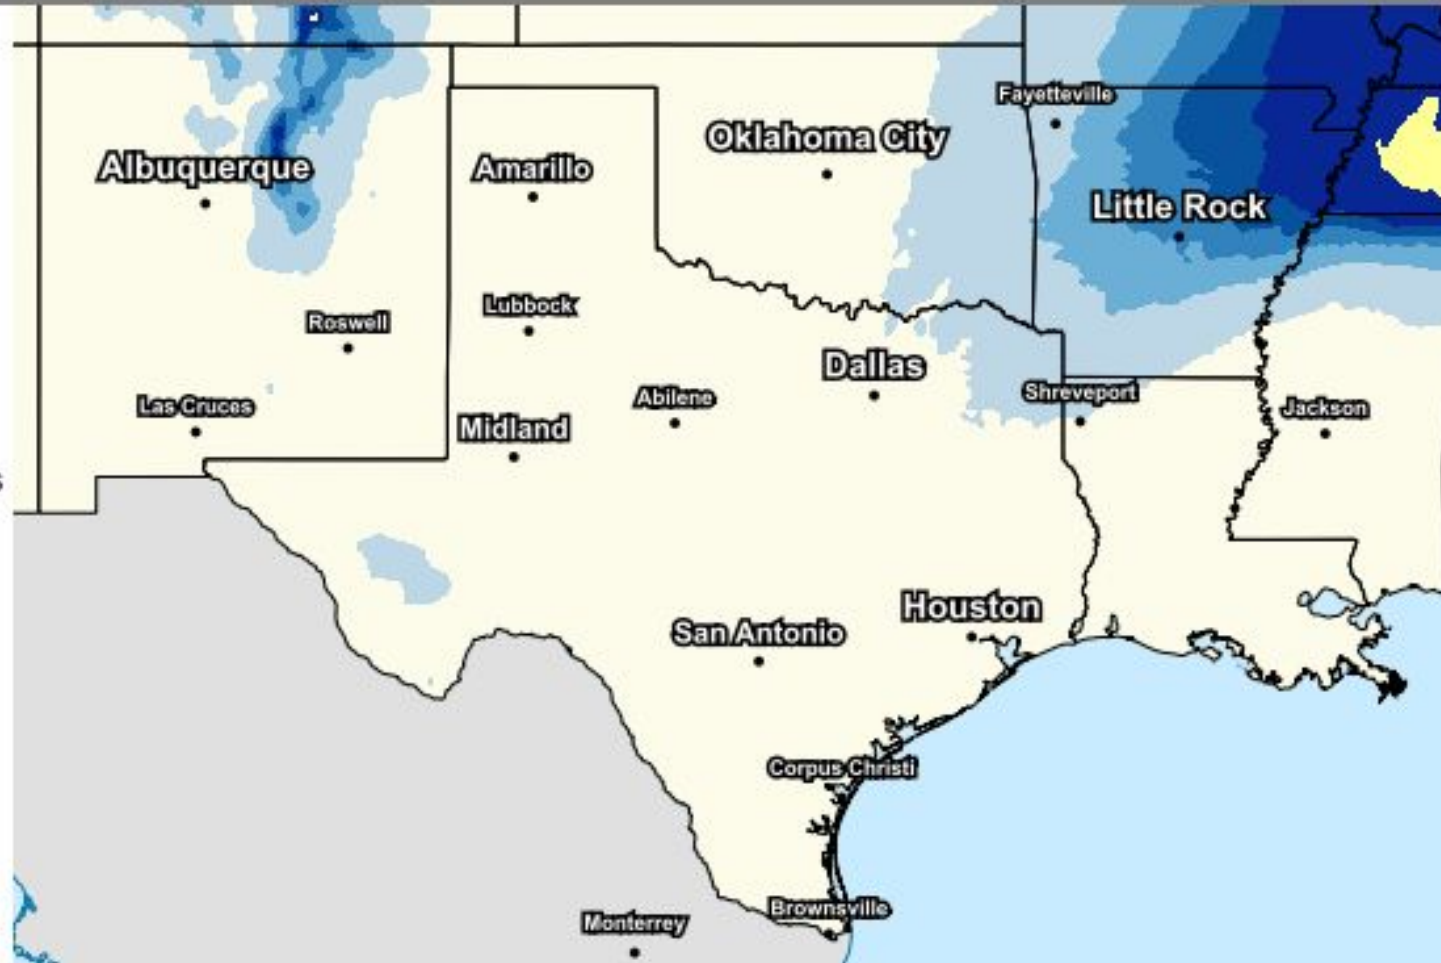 Fayetteville
Oklahoma City
Albuquerque
Amarillo
Little Rock
Lubbock
Roswell
Dallas
Abilene
Shreveport
Las Cruces
Jackson
Midland
Houston
San Antonio
Corpus Christi
Brownsville
Monterrey